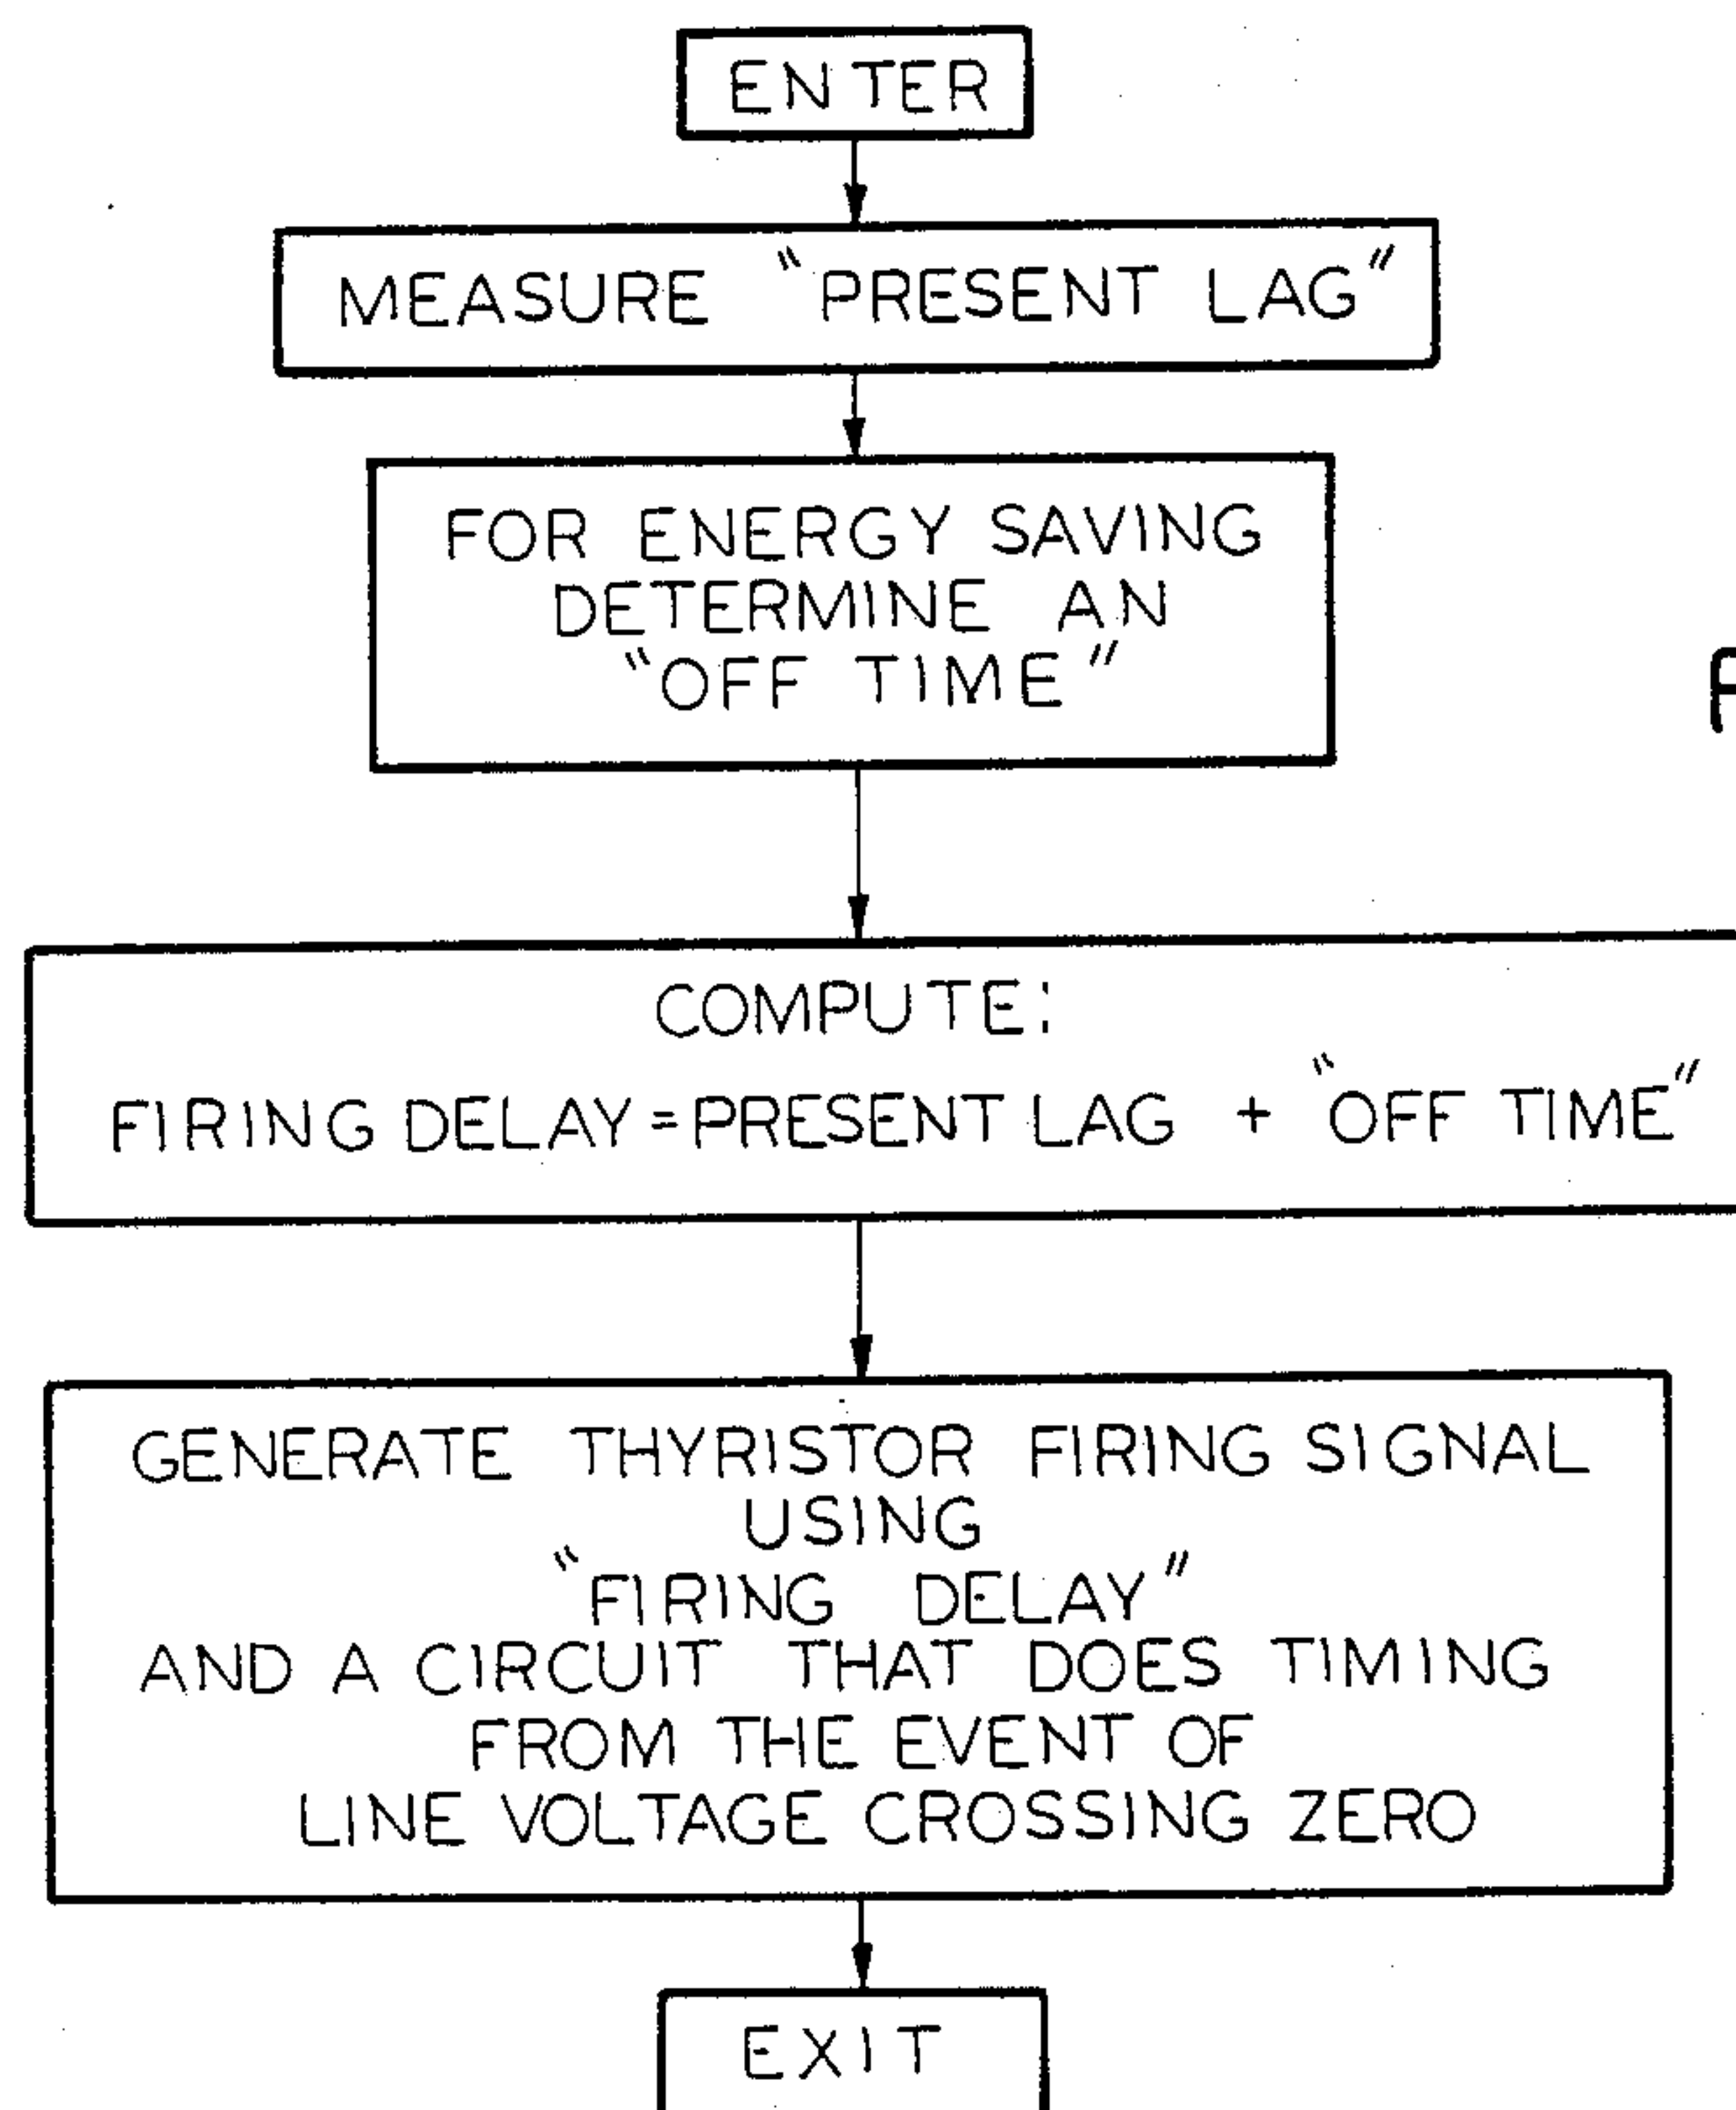 ENTER
MEASURE "PRESENT LAG"
FOR ENERGY SAVING
DETERMINE AN
"OFF TIME"
COMPUTE:
FIRING DELAY = PRESENT LAG + "OFF TIME"
GENERATE THYRISTOR FIRING SIGNAL
USING
"FIRING DELAY"
AND A CIRCUIT THAT DOES TIMING
FROM THE EVENT OF
LINE VOLTAGE CROSSING ZERO
EXIT